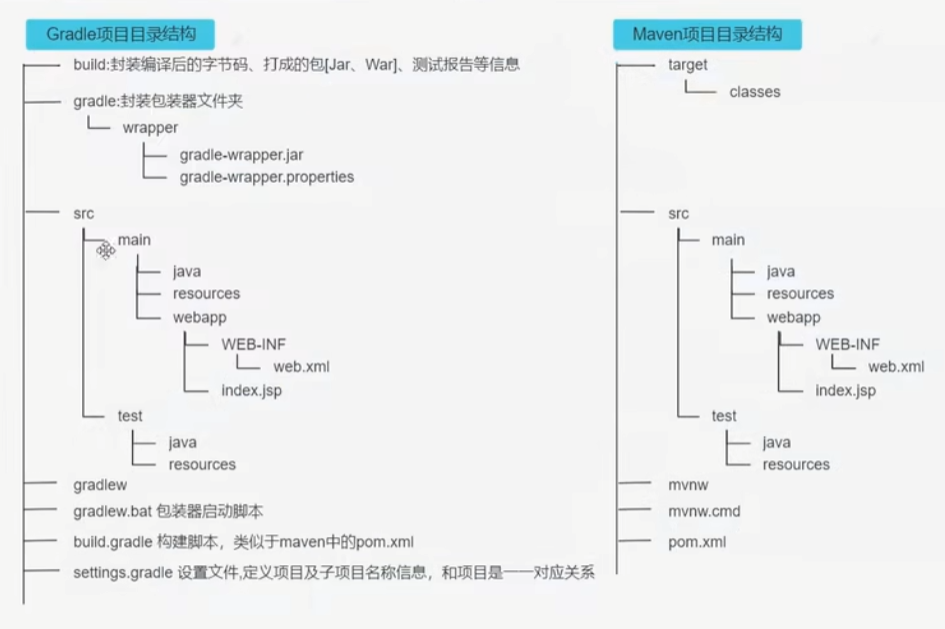 Gradle项目目录结构
build:封装编译后的字节码、打成的包[Jar、War]、测试报告等信息
gradle:封装包装器文件夹
wrapper
gradle-wrapper.jar
gradle-wrapper.properties
src
main
java
resources
webapp
WEB-INF
web.xml
index.jsp
test
java
resources
gradlew
gradlew.bat 包装器启动脚本
build.gradle 构建脚本，类似于maven中的pom.xml
settings.gradle 设置文件,定义项目及子项目名称信息，和项目是一一对应关系
Maven项目目录结构
target
classes
src
main
java
resources
webapp
WEB-INF
web.xml
index.jsp
test
java
resources
mvnw
mvnw.cmd
pom.xml